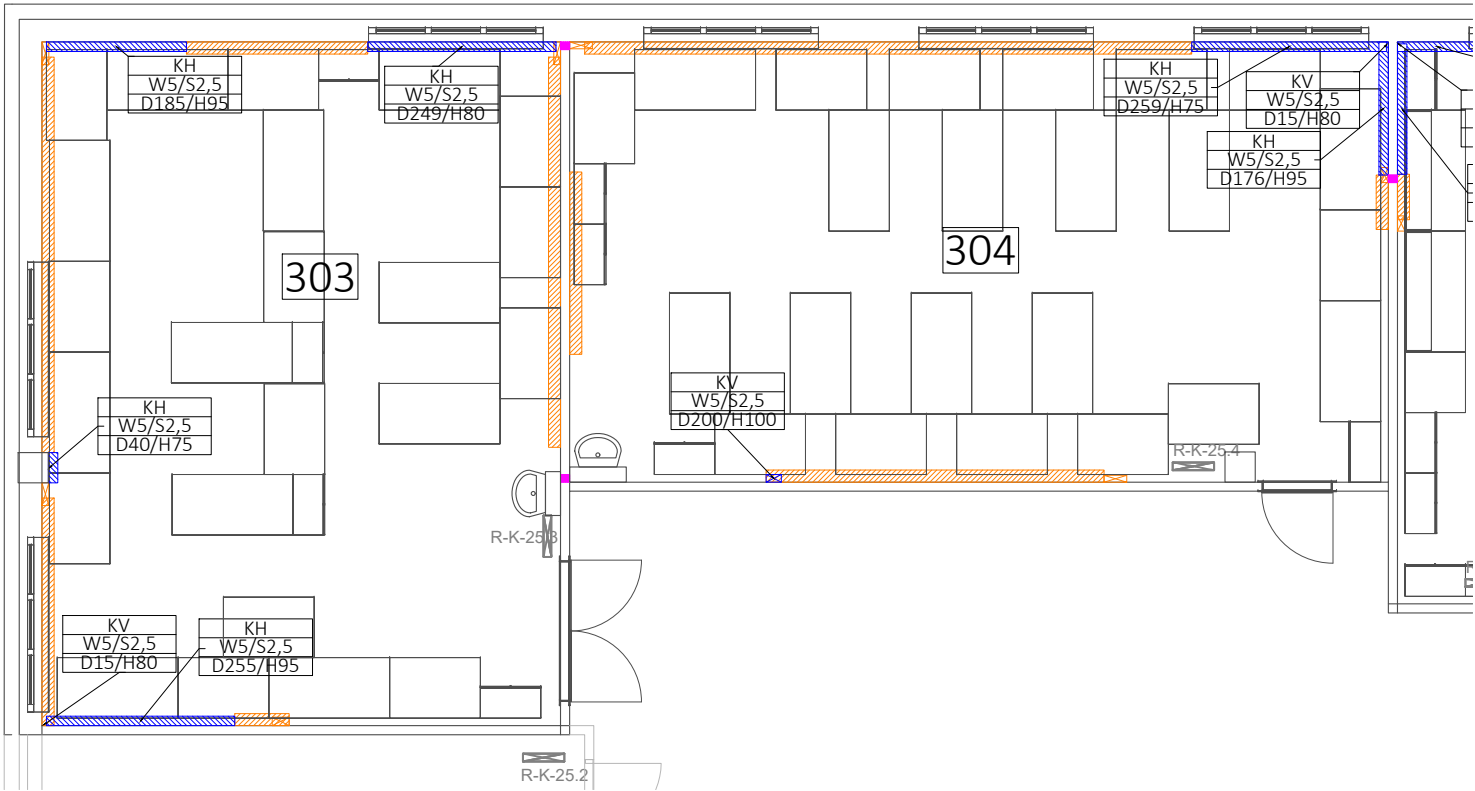 KH
W5/S2,5
D185/H95
KH
W5/S2,5
D249/H80
KH
W5/S2,5
D259/H75
KV
W5/S2,5
D15/H80
KH
W5/S2,5
D176/H95
303
304
KV
W5/S2,5
D200/H100
KH
W5/S2,5
D40/H75
R-K-25.4
R-K-25.3
KV
W5/S2,5
D15/H80
KH
W5/S2,5
D255/H95
R-K-25.2